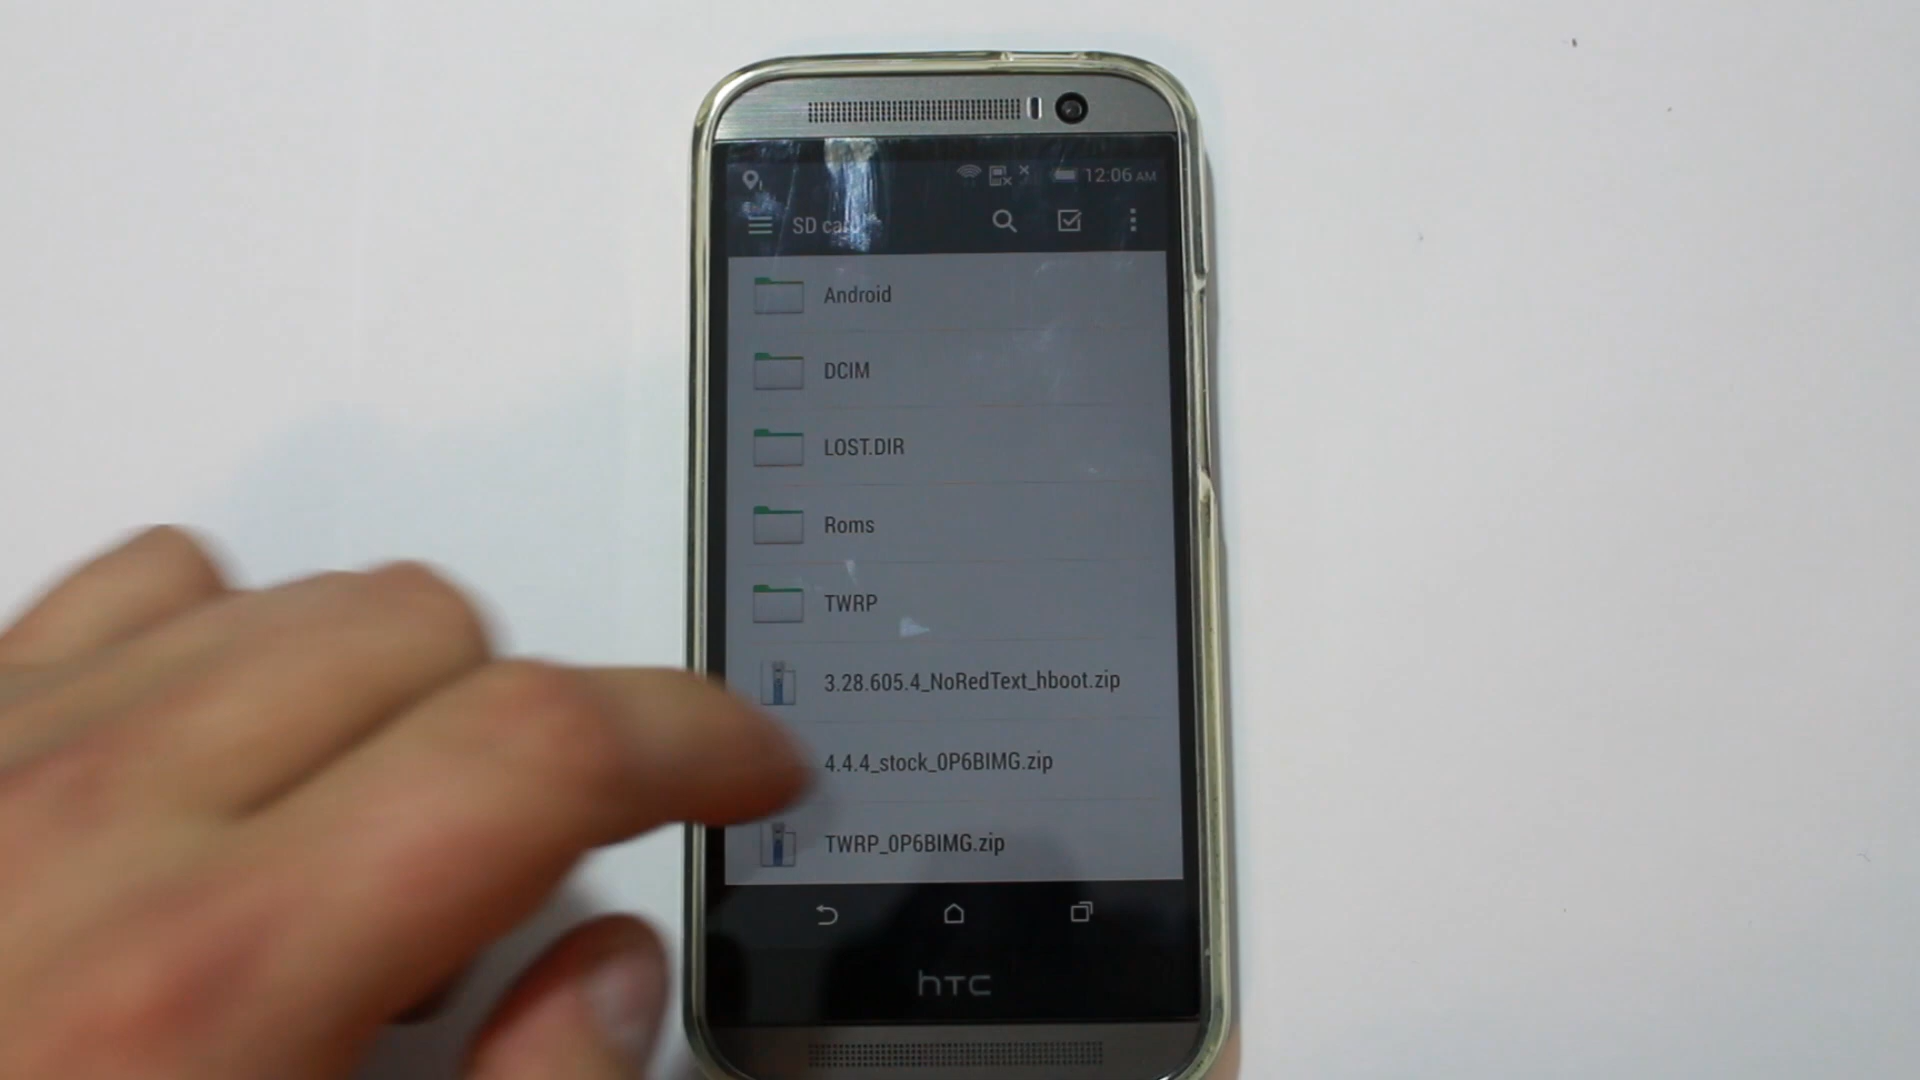 12:06 AM
SD card
Android
DCIM
LOST.DIR
Roms
TWRP
3.28.605.4_NoRedText_hboot.zip
4.4.4_stock_0P6BIMG.zip
TWRP_0P6BIMG.zip
hTC